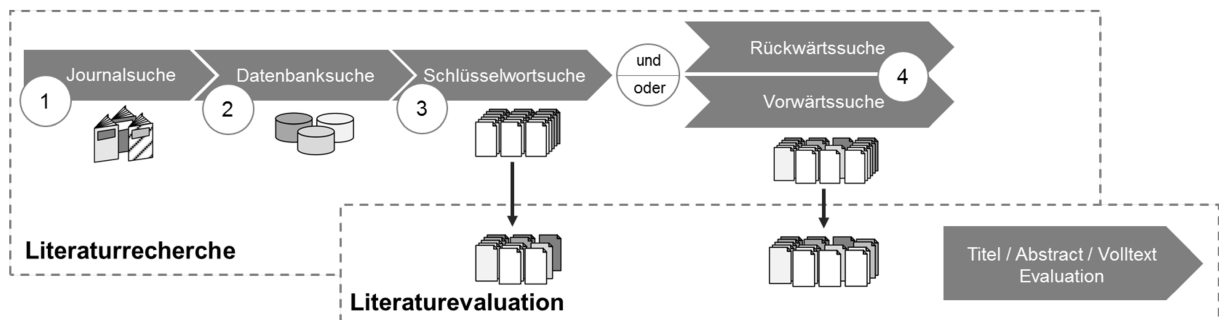 1
Journalsuche
2
Datenbanksuche
3
Schlüsselwortsuche
und
oder
Rückwärtssuche
Vorwärtssuche
4
Literaturrecherche
Literaturevaluation
Titel / Abstract / Volltext
Evaluation